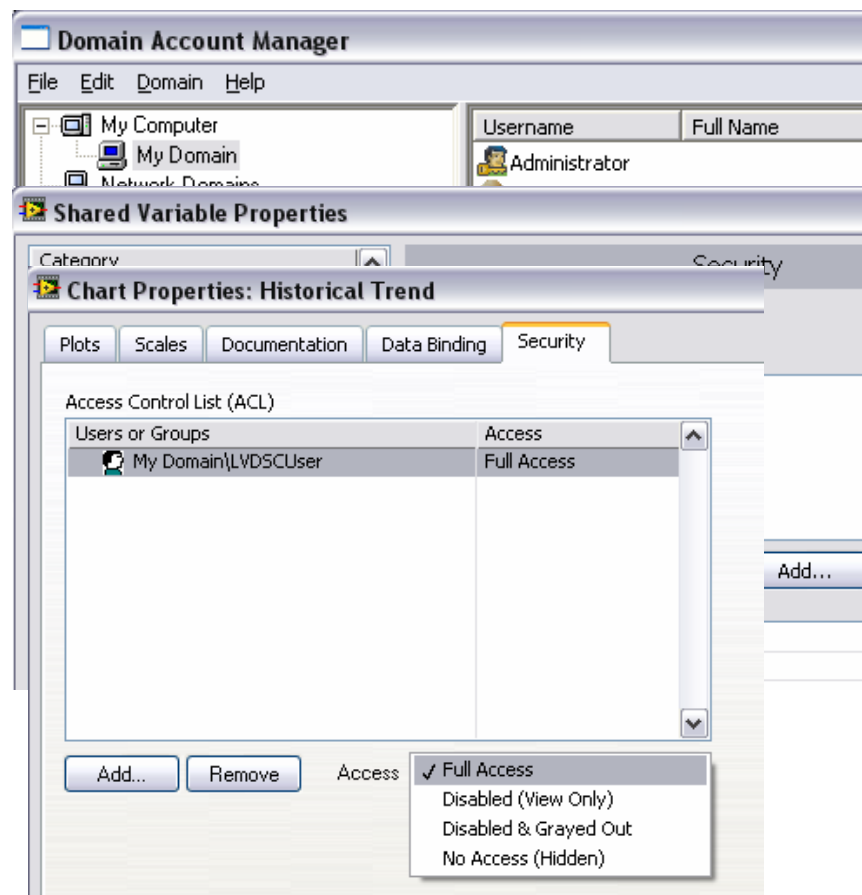 Domain Account Manager
File Edit Domain Help
My Computer
My Domain
Network Domains
Username Full Name
Administrator
Shared Variable Properties
Category
Security
Chart Properties: Historical Trend
Plots Scales Documentation Data Binding Security
Access Control List (ACL)
Users or Groups Access
My Domain\LVDSCUser Full Access
Add...
Add... Remove Access ✓ Full Access
Disabled (View Only)
Disabled & Grayed Out
No Access (Hidden)